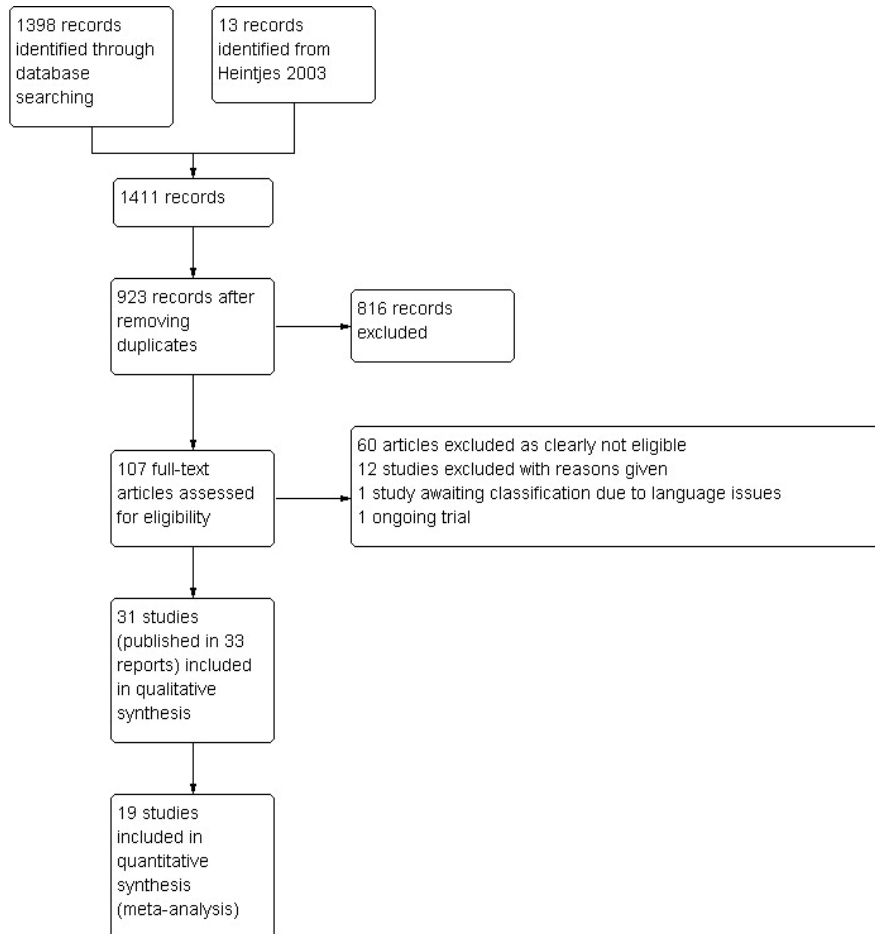 1398 records
identified through
database
searching
13 records
identified from
Heintjes 2003
1411 records
923 records after
removing
duplicates
816 records
excluded
107 full-text
articles assessed
for eligibility
60 articles excluded as clearly not eligible
12 studies excluded with reasons given
1 study awaiting classification due to language issues
1 ongoing trial
31 studies
(published in 33
reports) included
in qualitative
synthesis
19 studies
included in
quantitative
synthesis
(meta-analysis)